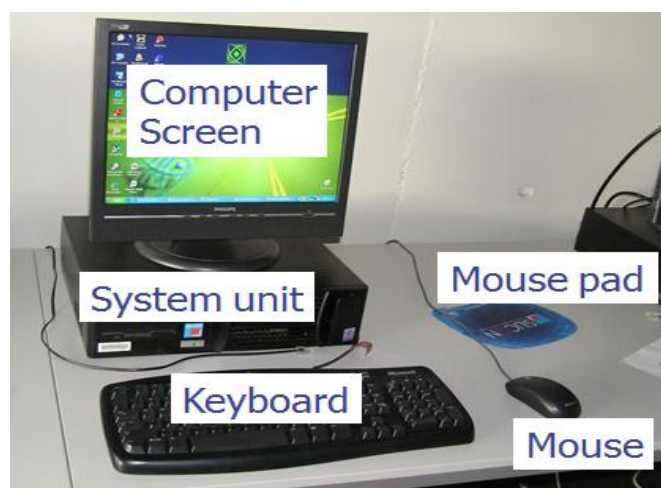 Computer
Screen
PHILIPS
System unit
Mouse pad
Keyboard
Microsoft
Mouse